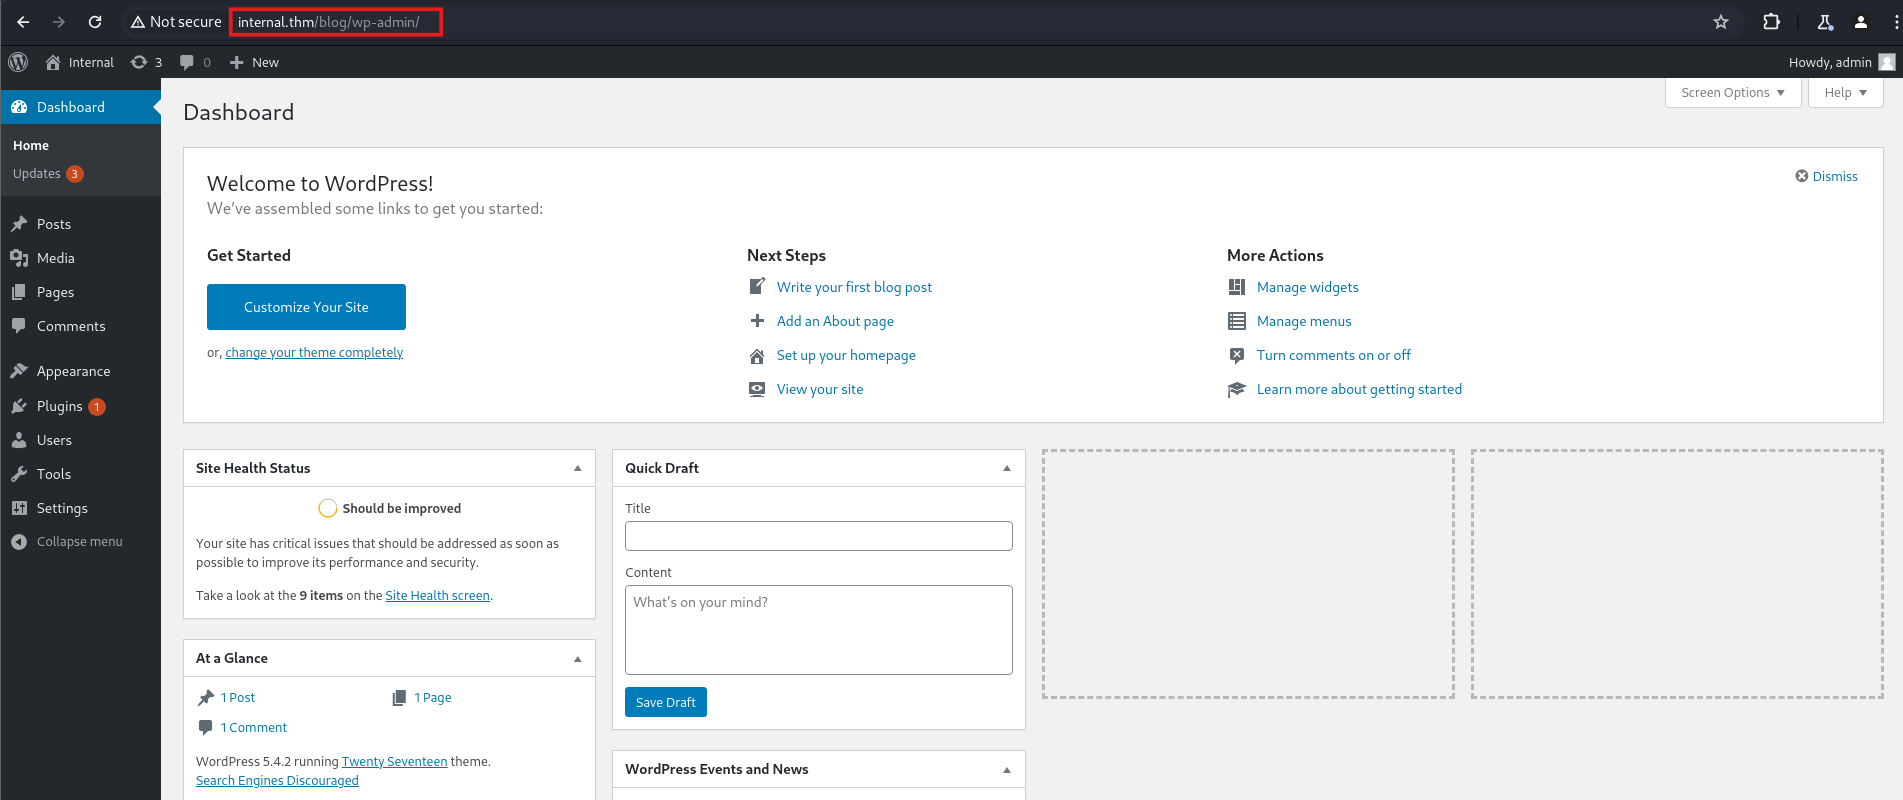 Not secure internal.thm/blog/wp-admin/
Internal 3 0 New Howdy, admin
Dashboard
Home
Updates 3
Posts
Media
Pages
Comments
Appearance
Plugins 1
Users
Tools
Settings
Collapse menu
Screen Options Help
Dashboard
Welcome to WordPress!
Dismiss
We've assembled some links to get you started:
Get Started
Customize Your Site
or, change your theme completely
Next Steps
Write your first blog post
Add an About page
Set up your homepage
View your site
More Actions
Manage widgets
Manage menus
Turn comments on or off
Learn more about getting started
Site Health Status
Should be improved
Your site has critical issues that should be addressed as soon as
possible to improve its performance and security.
Take a look at the 9 items on the Site Health screen.
At a Glance
1 Post 1 Page
1 Comment
WordPress 5.4.2 running Twenty Seventeen theme.
Search Engines Discouraged
Quick Draft
Title
Content
What's on your mind?
Save Draft
WordPress Events and News